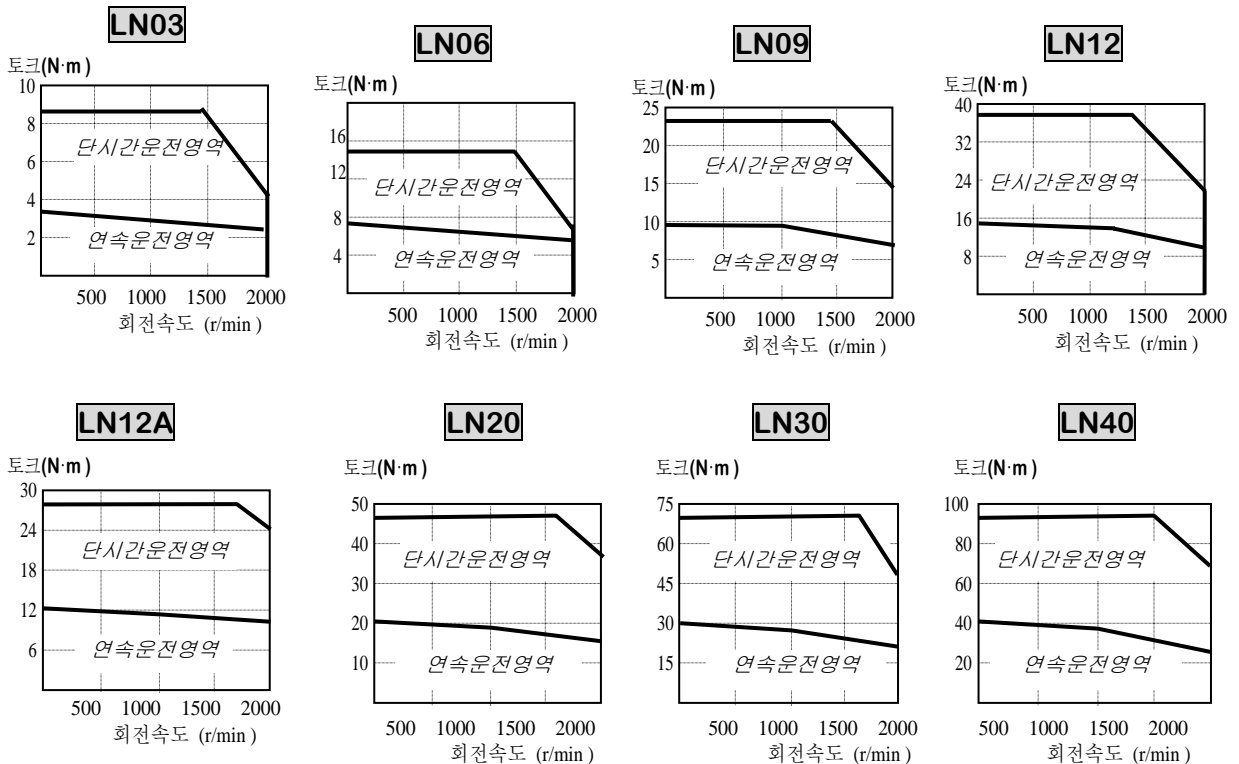 LN03
토크(N·m )
10
8
6
4
2
단시간운전영역
연속운전영역
500 1000 1500 2000
회전속도 (r/min )
LN06
토크(N·m )
16
12
8
4
단시간운전영역
연속운전영역
500 1000 1500 2000
회전속도 (r/min )
LN09
토크(N·m )
25
20
15
10
5
단시간운전영역
연속운전영역
500 1000 1500 2000
회전속도 (r/min )
LN12
토크(N·m )
40
32
24
16
8
단시간운전영역
연속운전영역
500 1000 1500 2000
회전속도 (r/min )
LN12A
토크(N·m )
30
24
18
12
6
단시간운전영역
연속운전영역
500 1000 1500 2000
회전속도 (r/min )
LN20
토크(N·m )
50
40
30
20
10
단시간운전영역
연속운전영역
500 1000 1500 2000
회전속도 (r/min )
LN30
토크(N·m )
75
60
45
30
15
단시간운전영역
연속운전영역
500 1000 1500 2000
회전속도 (r/min )
LN40
토크(N·m )
100
80
60
40
20
단시간운전영역
연속운전영역
500 1000 1500 2000
회전속도 (r/min )